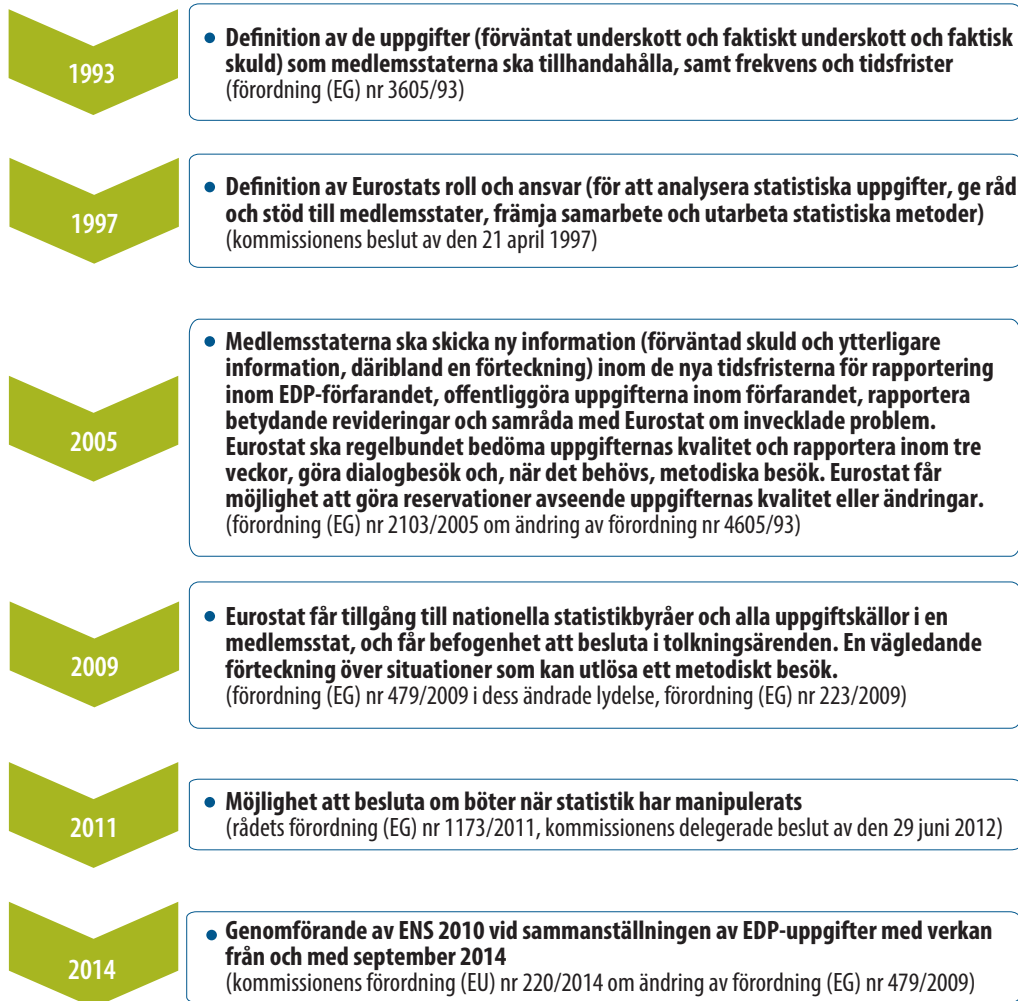 1993
• Definition av de uppgifter (förväntat underskott och faktiskt underskott och faktisk
skuld) som medlemsstaterna ska tillhandahålla, samt frekvens och tidsfrister
(förordning (EG) nr 3605/93)
1997
• Definition av Eurostats roll och ansvar (för att analysera statistiska uppgifter, ge råd
och stöd till medlemsstater, främja samarbete och utarbeta statistiska metoder)
(kommissionens beslut av den 21 april 1997)
2005
• Medlemsstaterna ska skicka ny information (förväntad skuld och ytterligare
information, däribland en förteckning) inom de nya tidsfristerna för rapportering
inom EDP-förfarandet, offentliggöra uppgifterna inom förfarandet, rapportera
betydande revideringar och samråda med Eurostat om invecklade problem.
Eurostat ska regelbundet bedöma uppgifternas kvalitet och rapportera inom tre
veckor, göra dialogbesök och, när det behövs, metodiska besök. Eurostat får
möjlighet att göra reservationer avseende uppgifternas kvalitet eller ändringar.
(förordning (EG) nr 2103/2005 om ändring av förordning nr 4605/93)
2009
• Eurostat får tillgång till nationella statistikbyråer och alla uppgiftskällor i en
medlemsstat, och får befogenhet att besluta i tolkningsärenden. En vägledande
förteckning över situationer som kan utlösa ett metodiskt besök.
(förordning (EG) nr 479/2009 i dess ändrade lydelse, förordning (EG) nr 223/2009)
2011
• Möjlighet att besluta om böter när statistik har manipulerats
(rådets förordning (EG) nr 1173/2011, kommissionens delegerade beslut av den 29 juni 2012)
2014
• Genomförande av ENS 2010 vid sammanställningen av EDP-uppgifter med verkan
från och med september 2014
(kommissionens förordning (EU) nr 220/2014 om ändring av förordning (EG) nr 479/2009)